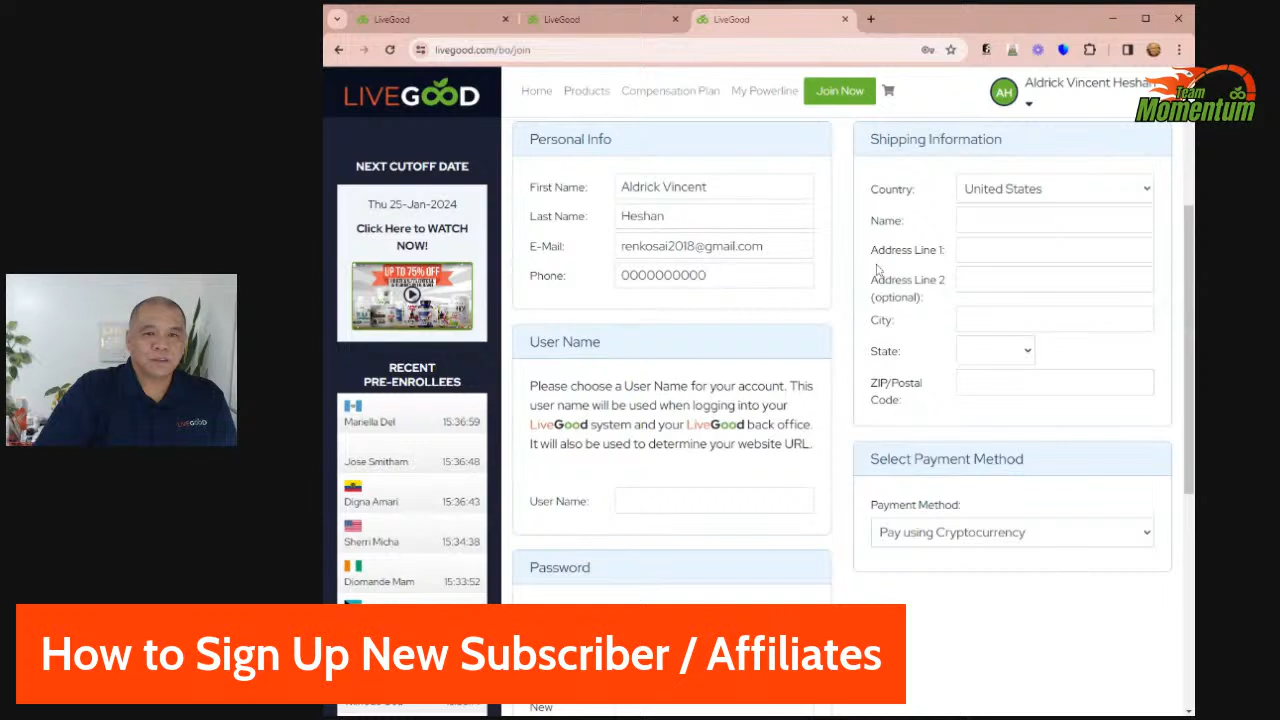 LiveGood
LiveGood
LiveGood
livegood.com/bo/join
LIVEGOOD
Home
Products
Compensation Plan
My Powerline
Join Now
AH
Aldrick Vincent Heshan
Team
Momentum
NEXT CUTOFF DATE
Thu 25-Jan-2024
Click Here to WATCH
NOW!
UP TO 75% OFF
RECENT
PRE-ENROLLEES
Mariella Del 15:36:59
Jose Smitham 15:36:48
Digna Amari 15:36:43
Sherri Micha 15:34:38
Diomande Mam 15:33:52
Personal Info
First Name: Aldrick Vincent
Last Name: Heshan
E-Mail: renkosai2018@gmail.com
Phone: 0000000000
User Name
Please choose a User Name for your account. This
user name will be used when logging into your
LiveGood system and your LiveGood back office.
It will also be used to determine your website URL.
User Name:
Password
New
Shipping Information
Country: United States
Name:
Address Line 1:
Address Line 2
(optional):
City:
State:
ZIP/Postal
Code:
Select Payment Method
Payment Method:
Pay using Cryptocurrency
LIVEGOOD
How to Sign Up New Subscriber / Affiliates